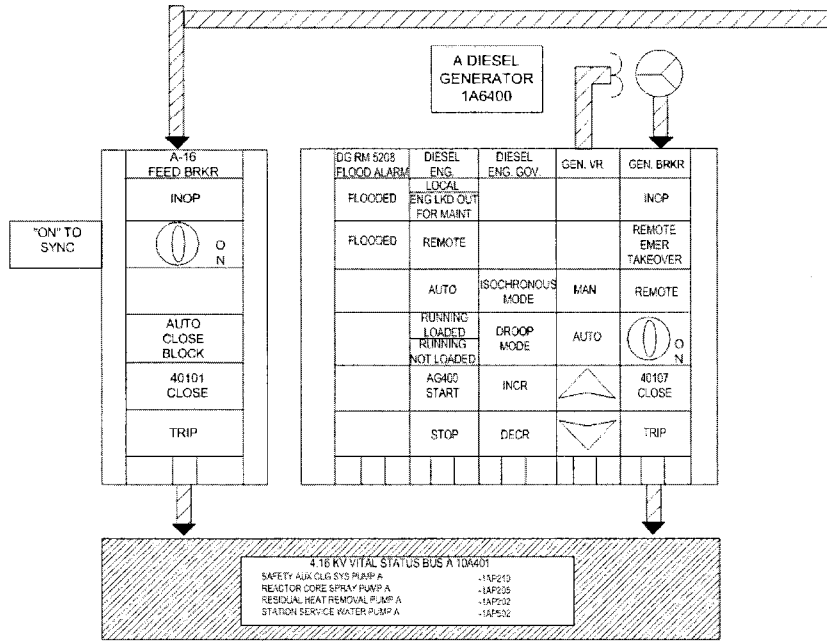 A DIESEL
GENERATOR
1A6400
A-16
FEED BRKR
INOP
"ON" TO
SYNC
O
N
AUTO
CLOSE
BLOCK
40101
CLOSE
TRIP
DG RM 5208
FLOOD ALARM
DIESEL
ENG.
DIESEL
ENG. GOV.
GEN. VR
GEN. BRKR
FLOODED
LOCAL
ENG LKD OUT
FOR MAINT
INOP
FLOODED
REMOTE
REMOTE
EMER
TAKEOVER
AUTO
ISOCHRONOUS
MODE
MAN
REMOTE
RUNNING
LOADED
RUNNING
NOT LOADED
DROOP
MODE
AUTO
O
N
AG400
START
INCR
40107
CLOSE
STOP
DECR
TRIP
4.16 KV VITAL STATUS BUS A 10A401
SAFETY AUX CLG SYS PUMP A -1AP210
REACTOR CORE SPRAY PUMP A -1AP206
RESIDUAL HEAT REMOVAL PUMP A -1AP202
STATION SERVICE WATER PUMP A -1AP502